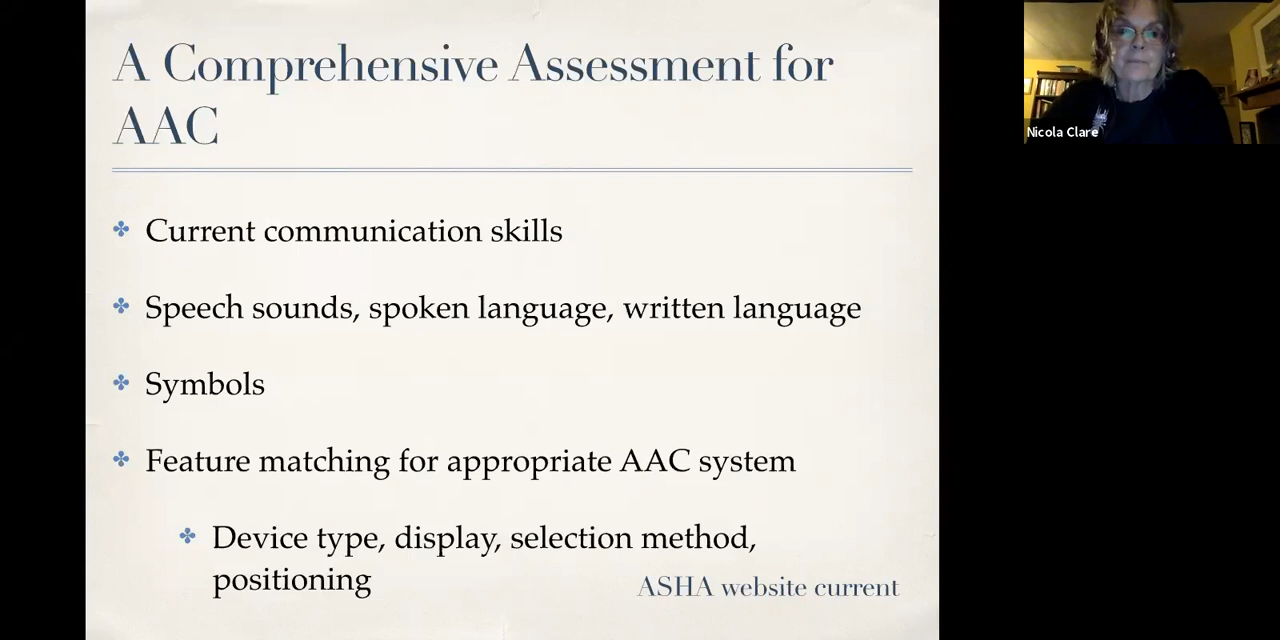 A Comprehensive Assessment for
AAC
Current communication skills
Speech sounds, spoken language, written language
Symbols
Feature matching for appropriate AAC system
Device type, display, selection method,
positioning
ASHA website current
Nicola Clare